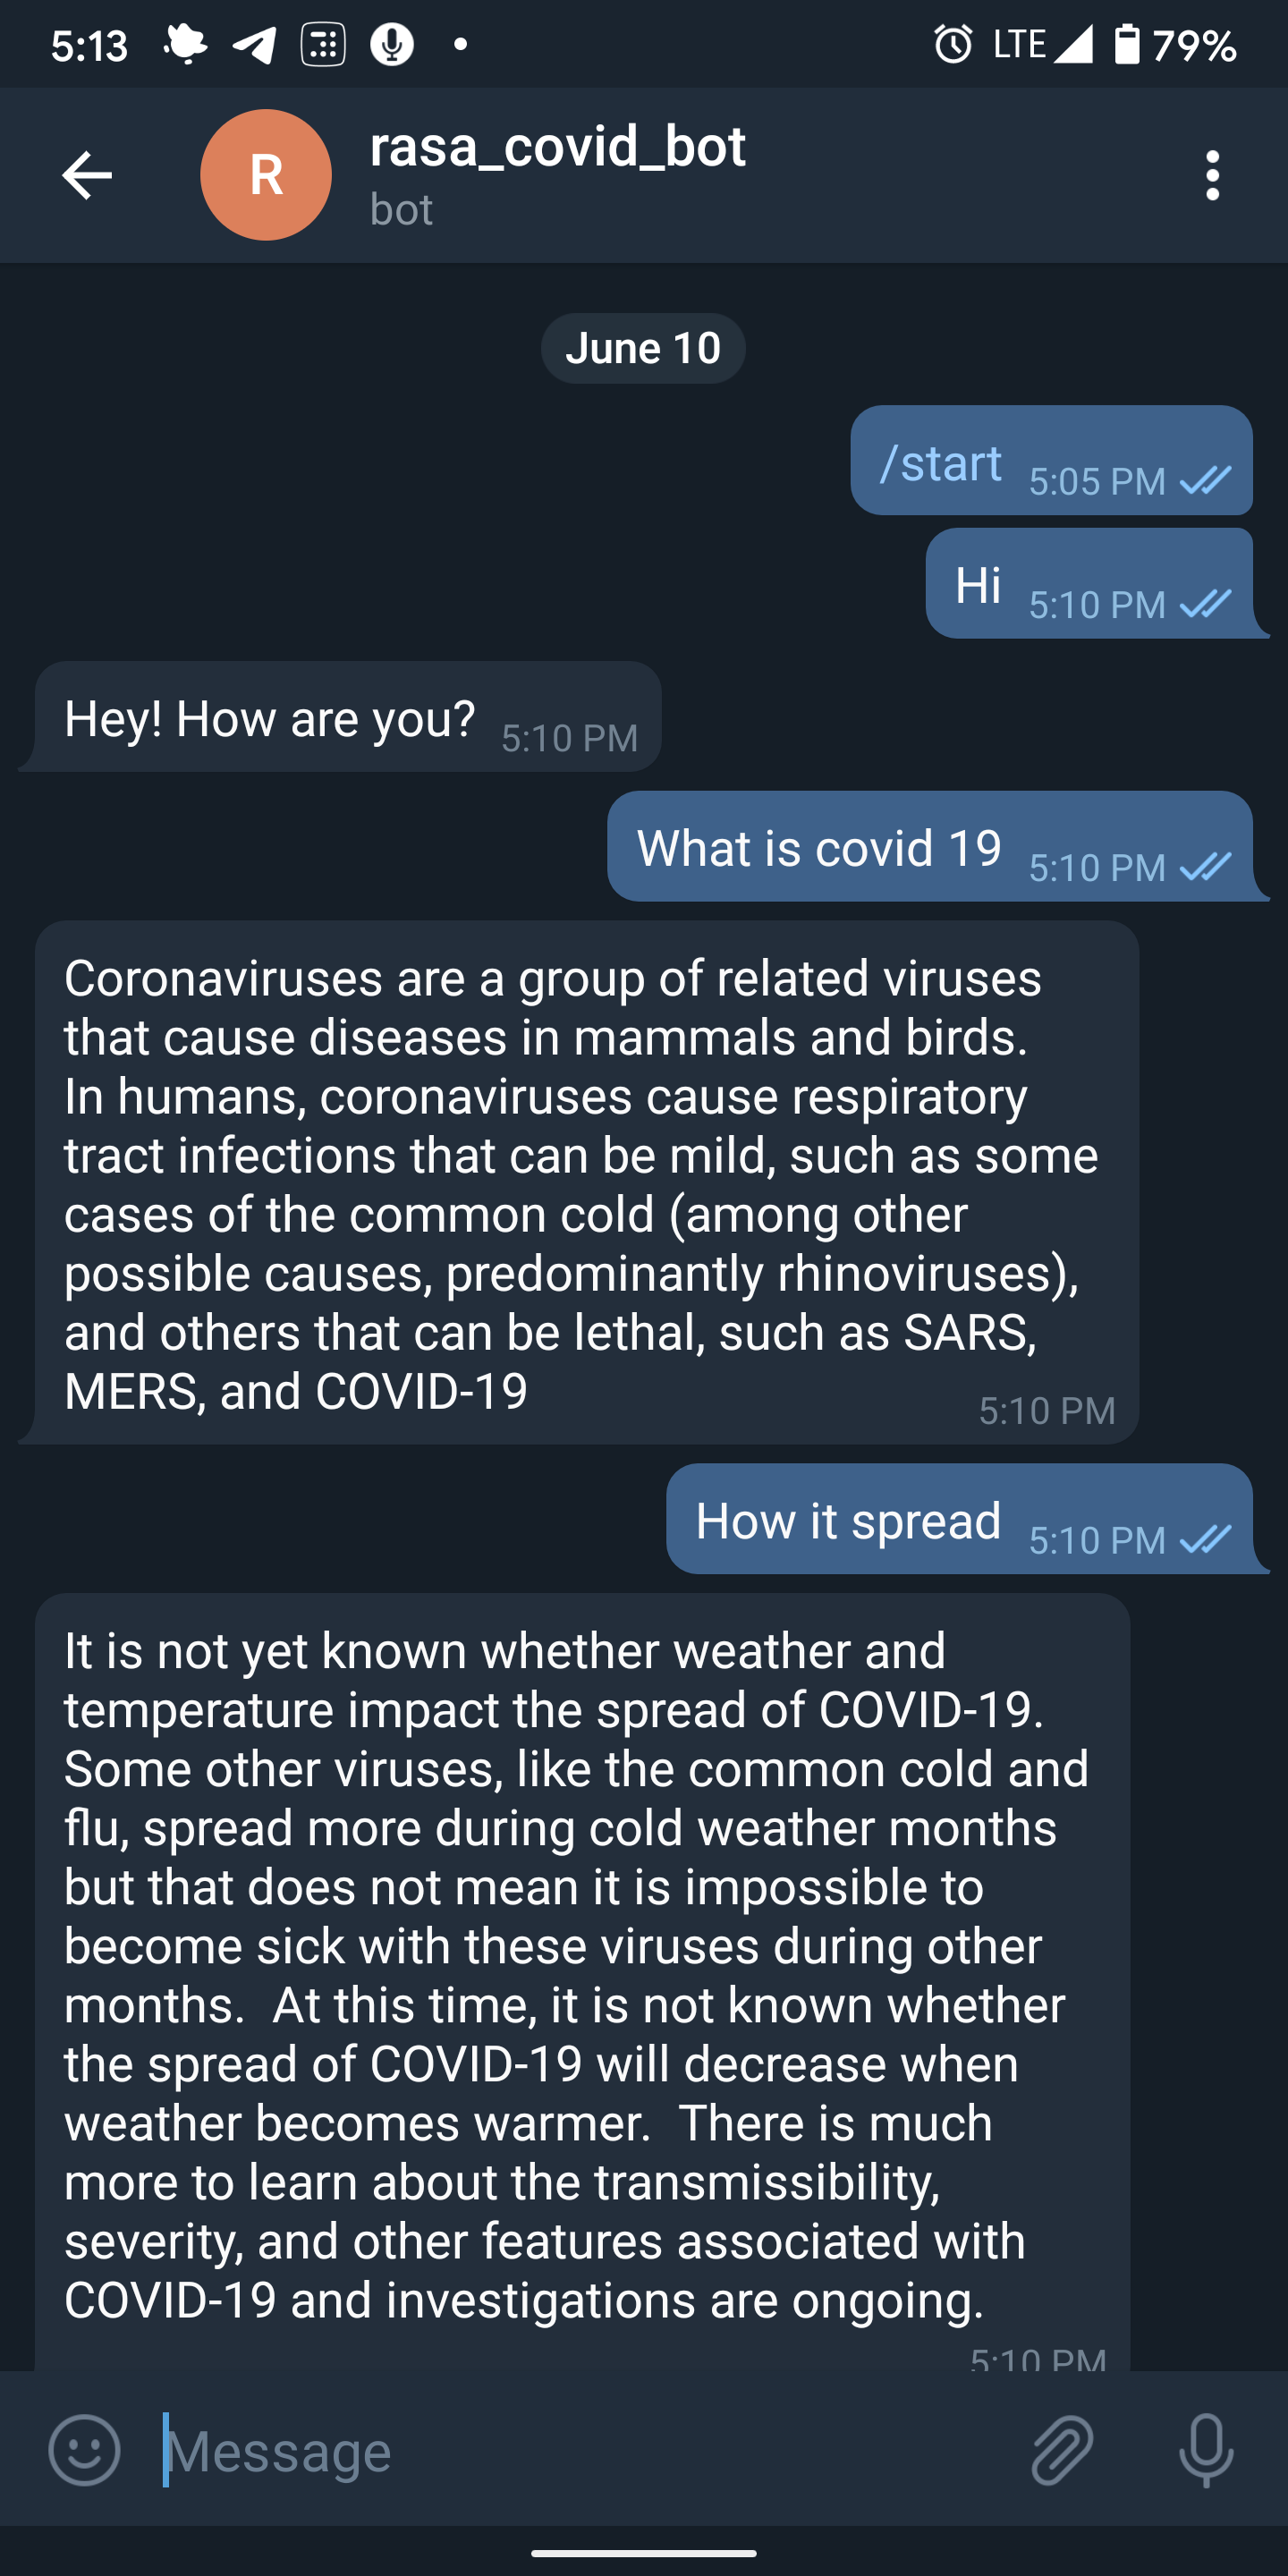 5:13 LTE 79%
R
rasa_covid_bot
bot
June 10
/start 5:05 PM
Hi 5:10 PM
Hey! How are you? 5:10 PM
What is covid 19 5:10 PM
Coronaviruses are a group of related viruses
that cause diseases in mammals and birds.
In humans, coronaviruses cause respiratory
tract infections that can be mild, such as some
cases of the common cold (among other
possible causes, predominantly rhinoviruses),
and others that can be lethal, such as SARS,
MERS, and COVID-19 5:10 PM
How it spread 5:10 PM
It is not yet known whether weather and
temperature impact the spread of COVID-19.
Some other viruses, like the common cold and
flu, spread more during cold weather months
but that does not mean it is impossible to
become sick with these viruses during other
months.  At this time, it is not known whether
the spread of COVID-19 will decrease when
weather becomes warmer.  There is much
more to learn about the transmissibility,
severity, and other features associated with
COVID-19 and investigations are ongoing.
5:10 PM
Message